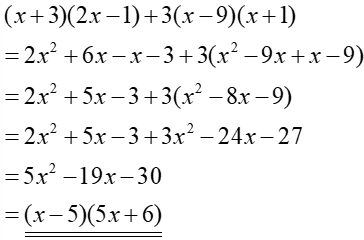 (x+3)(2x−1)+3(x−9)(x+1)
=2x²+6x−x−3+3(x²−9x+x−9)
=2x²+5x−3+3(x²−8x−9)
=2x²+5x−3+3x²−24x−27
=5x²−19x−30
=(x−5)(5x+6)